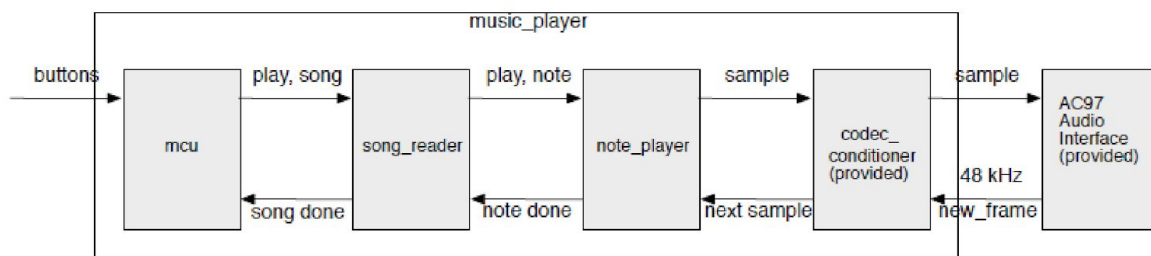 music_player
buttons
play, song
play, note
sample
sample
mcu
song_reader
note_player
codec_
conditioner
(provided)
AC97
Audio
Interface
(provided)
48 kHz
song done
note done
next sample
new_frame